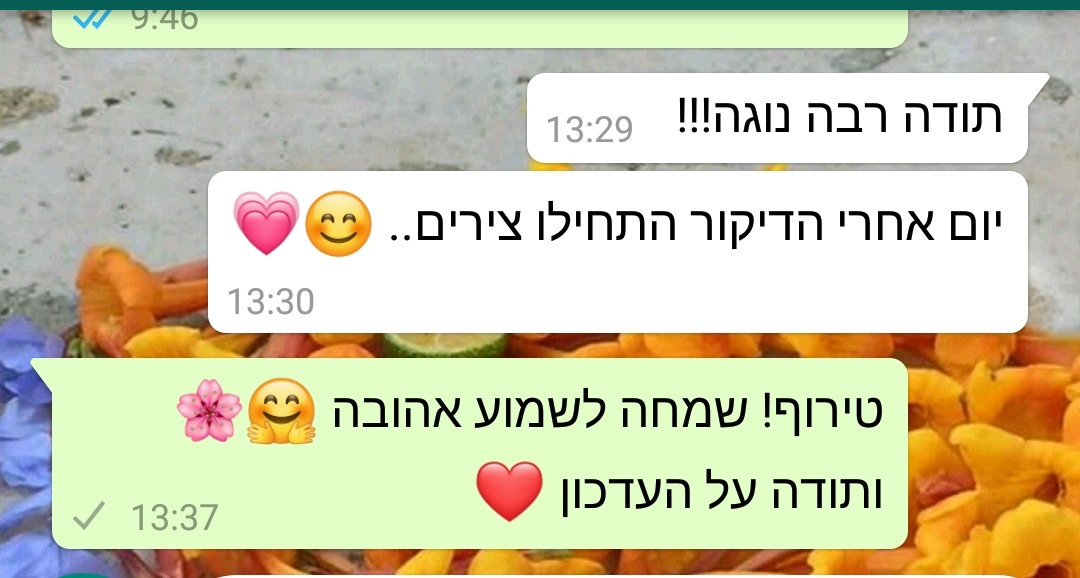 9:46
תודה רבה נוגה!!!
13:29
יום אחרי הדיקור התחילו צירים.. 😊💗
13:30
טירוף! שמחה לשמוע אהובה 🤗🌸
ותודה על העדכון ❤️
13:37